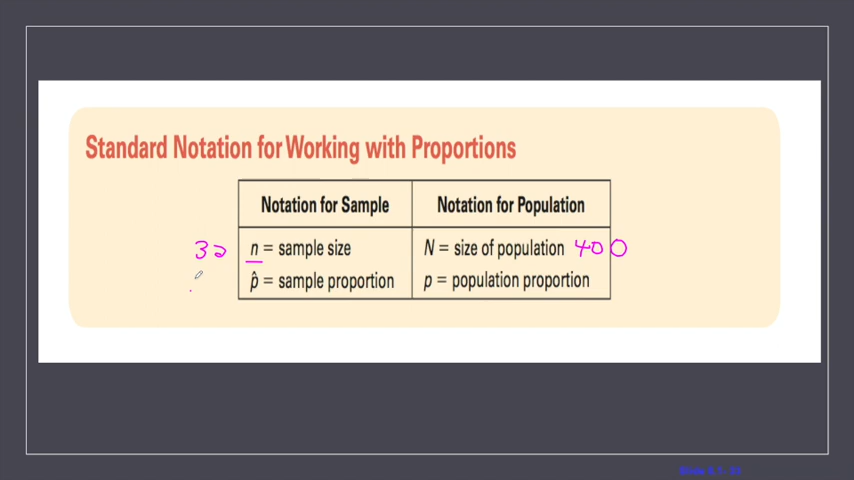 Standard Notation for Working with Proportions
Notation for Sample Notation for Population
32 n = sample size N = size of population 400
p̂ = sample proportion p = population proportion